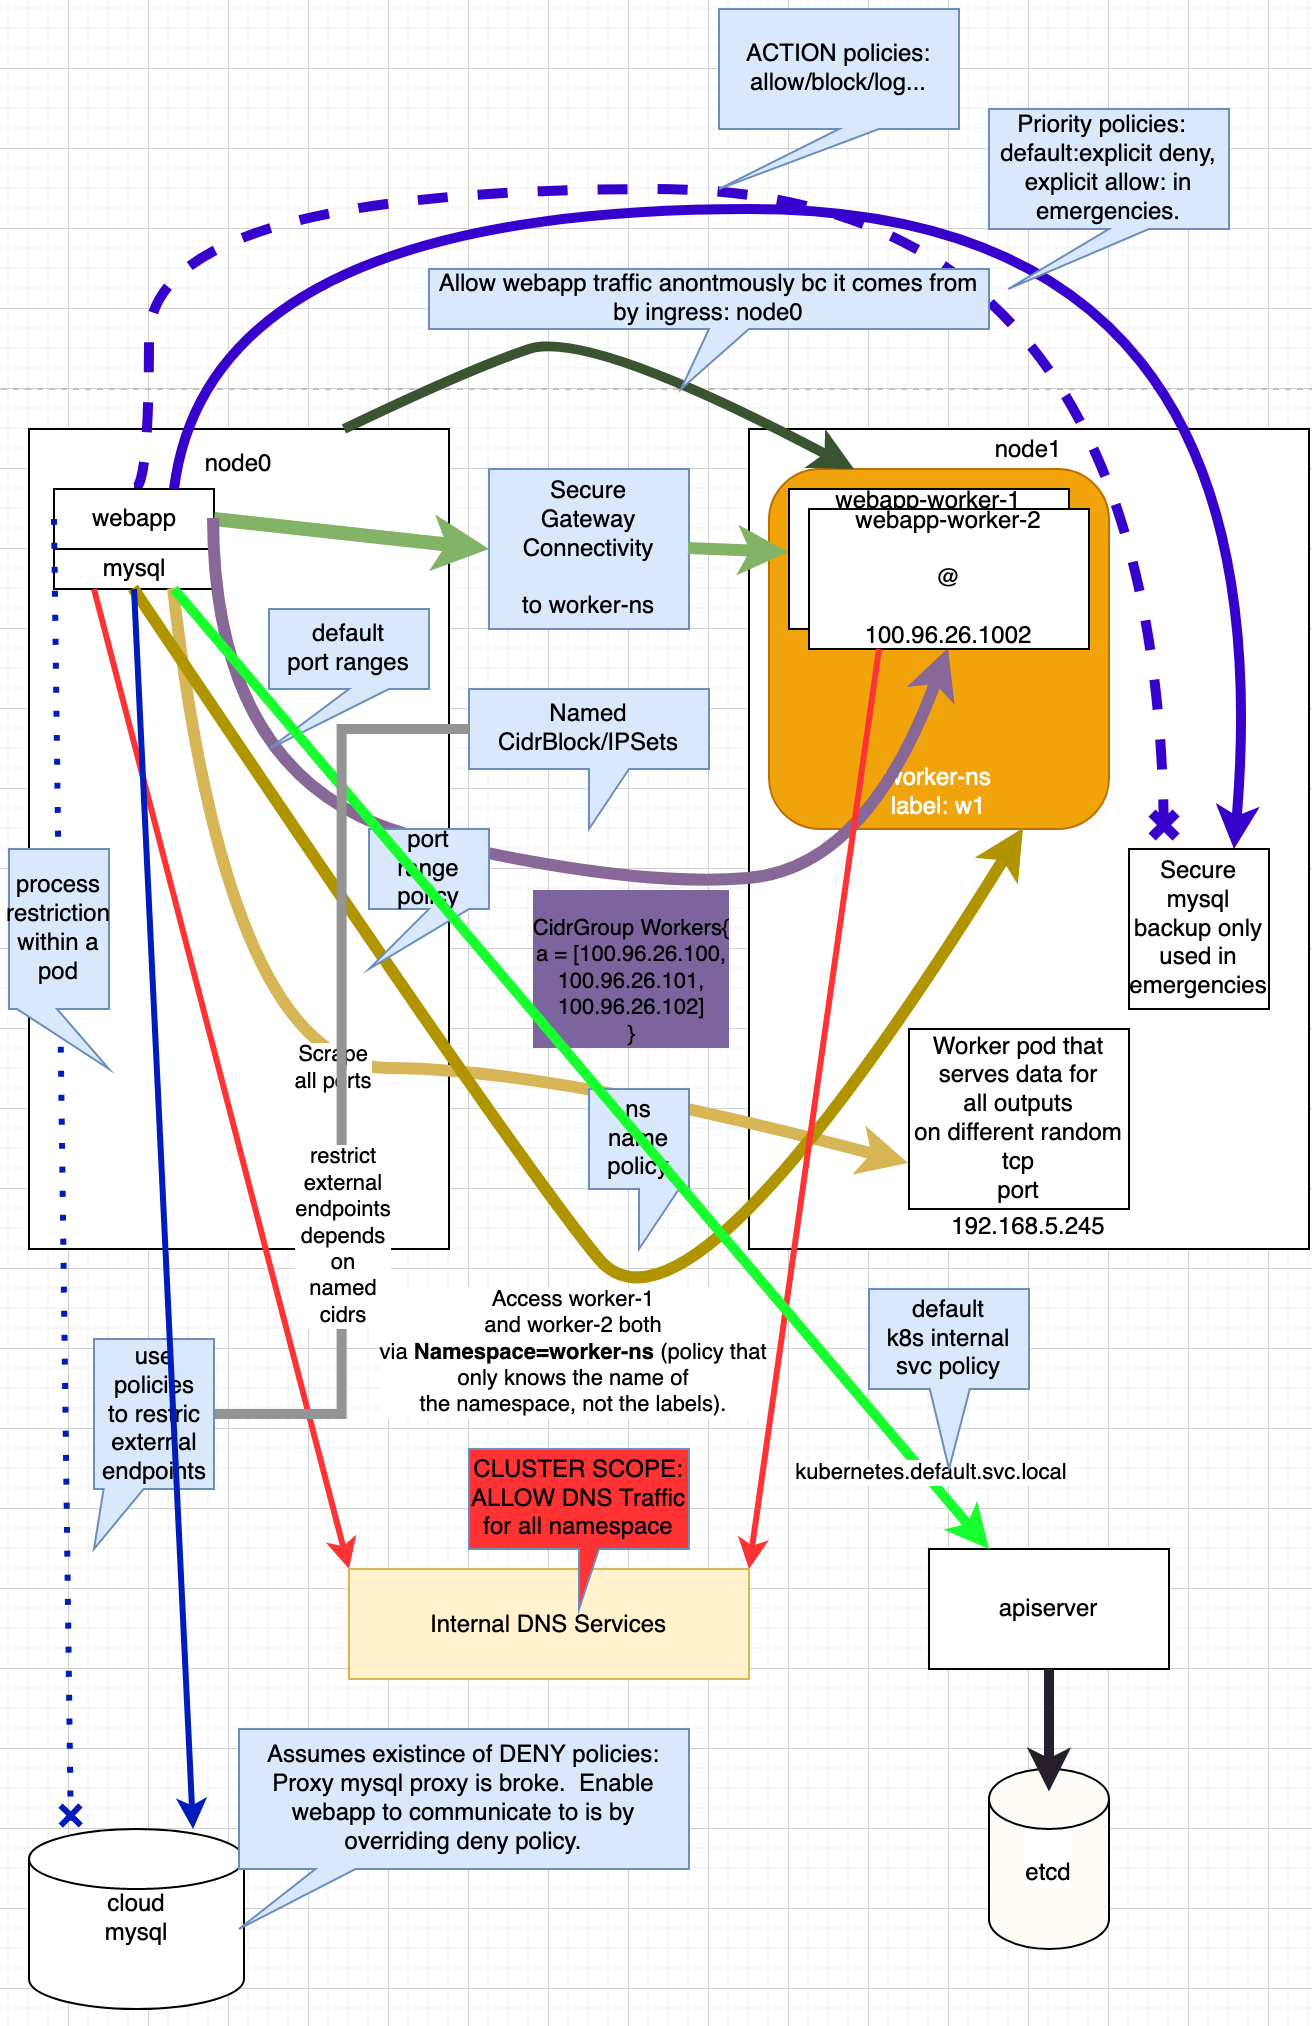 ACTION policies:
allow/block/log...
Priority policies:
default:explicit deny,
explicit allow: in
emergencies.
Allow webapp traffic anontmously bc it comes from
by ingress: node0
node0
webapp
mysql
Secure
Gateway
Connectivity
to worker-ns
node1
webapp-worker-1
webapp-worker-2
@
100.96.26.1002
worker-ns
label: w1
default
port ranges
Named
CidrBlock/IPSets
port
range
policy
process
restriction
within a
pod
CidrGroup Workers{
a = [100.96.26.100,
100.96.26.101,
100.96.26.102]
}
Secure
mysql
backup only
used in
emergencies
Scrape
all ports
ns
name
policy
Worker pod that
serves data for
all outputs
on different random
tcp
port
192.168.5.245
restrict
external
endpoints
depends
on
named
cidrs
Access worker-1
and worker-2 both
via Namespace=worker-ns (policy that
only knows the name of
the namespace, not the labels).
default
k8s internal
svc policy
use
policies
to restric
external
endpoints
CLUSTER SCOPE:
ALLOW DNS Traffic
for all namespace
kubernetes.default.svc.local
Internal DNS Services
apiserver
Assumes existince of DENY policies:
Proxy mysql proxy is broke.  Enable
webapp to communicate to is by
overriding deny policy.
etcd
cloud
mysql